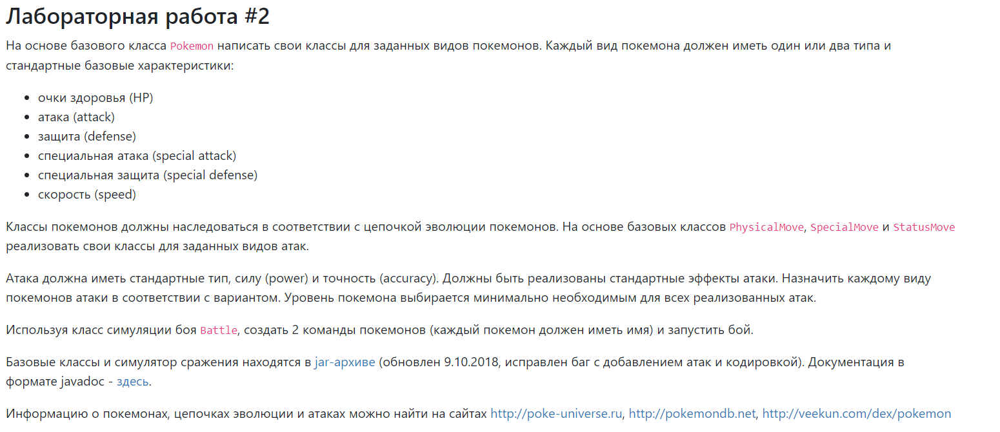 Лабораторная работа #2
На основе базового класса Pokemon написать свои классы для заданных видов покемонов. Каждый вид покемона должен иметь один или два типа и
стандартные базовые характеристики:
• очки здоровья (HP)
• атака (attack)
• защита (defense)
• специальная атака (special attack)
• специальная защита (special defense)
• скорость (speed)
Классы покемонов должны наследоваться в соответствии с цепочкой эволюции покемонов. На основе базовых классов PhysicalMove, SpecialMove и StatusMove
реализовать свои классы для заданных видов атак.
Атака должна иметь стандартные тип, силу (power) и точность (accuracy). Должны быть реализованы стандартные эффекты атаки. Назначить каждому виду
покемонов атаки в соответствии с вариантом. Уровень покемона выбирается минимально необходимым для всех реализованных атак.
Используя класс симуляции боя Battle, создать 2 команды покемонов (каждый покемон должен иметь имя) и запустить бой.
Базовые классы и симулятор сражения находятся в jar-архиве (обновлен 9.10.2018, исправлен баг с добавлением атак и кодировкой). Документация в
формате javadoc - здесь.
Информацию о покемонах, цепочках эволюции и атаках можно найти на сайтах http://poke-universe.ru, http://pokemondb.net, http://veekun.com/dex/pokemon